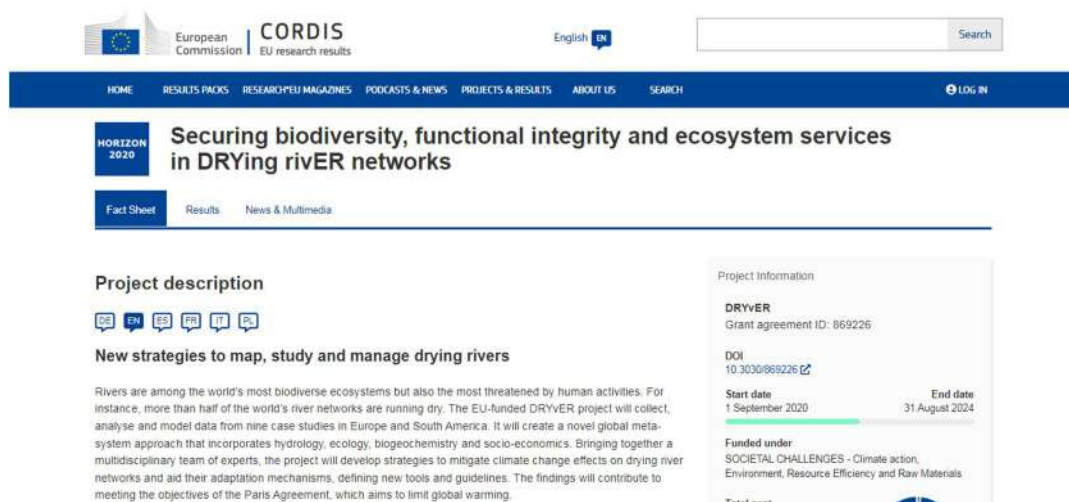 European
Commission
CORDIS
EU research results
English EN
Search
HOME RESULTS PACKS RESEARCH*EU MAGAZINES PODCASTS & NEWS PROJECTS & RESULTS ABOUT US SEARCH LOG IN
HORIZON
2020
Securing biodiversity, functional integrity and ecosystem services
in DRYing rivER networks
Fact Sheet Results News & Multimedia
Project description
DE EN ES FR IT PL
New strategies to map, study and manage drying rivers
Rivers are among the world's most biodiverse ecosystems but also the most threatened by human activities. For
instance, more than half of the world's river networks are running dry. The EU-funded DRYvER project will collect,
analyse and model data from nine case studies in Europe and South America. It will create a novel global meta-
system approach that incorporates hydrology, ecology, biogeochemistry and socio-economics. Bringing together a
multidisciplinary team of experts, the project will develop strategies to mitigate climate change effects on drying river
networks and aid their adaptation mechanisms, defining new tools and guidelines. The findings will contribute to
meeting the objectives of the Paris Agreement, which aims to limit global warming.
Project Information
DRYvER
Grant agreement ID: 869226
DOI
10.3030/869226
Start date End date
1 September 2020 31 August 2024
Funded under
SOCIETAL CHALLENGES - Climate action,
Environment, Resource Efficiency and Raw Materials